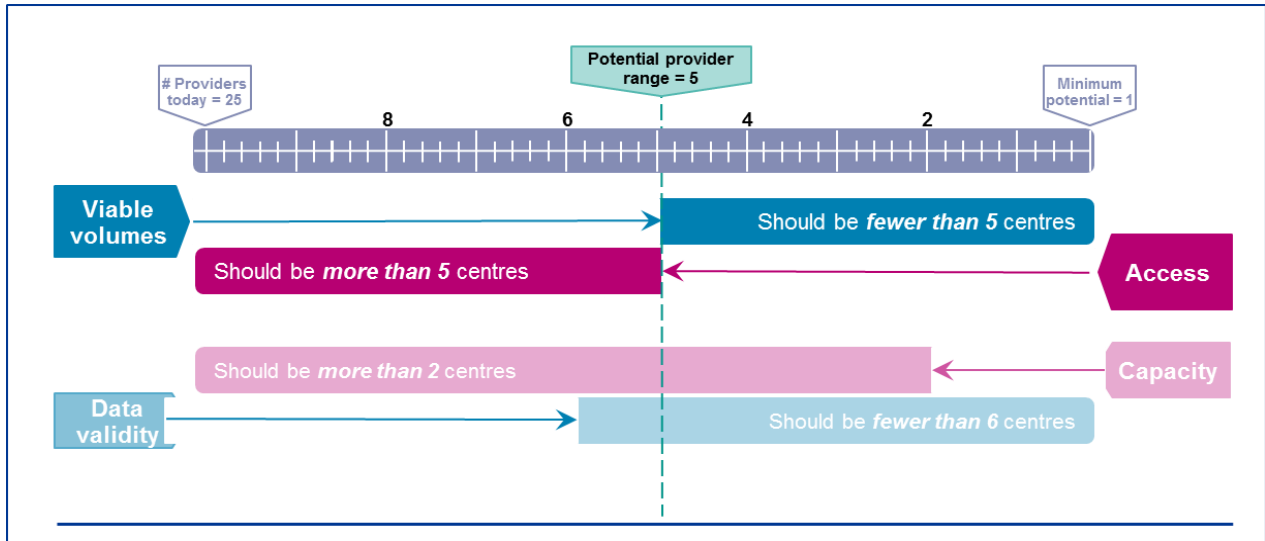 Potential provider
range = 5
# Providers
today = 25
Minimum
potential = 1
8 6 4 2
Viable
volumes
Should be fewer than 5 centres
Should be more than 5 centres
Access
Should be more than 2 centres
Capacity
Data
validity
Should be fewer than 6 centres